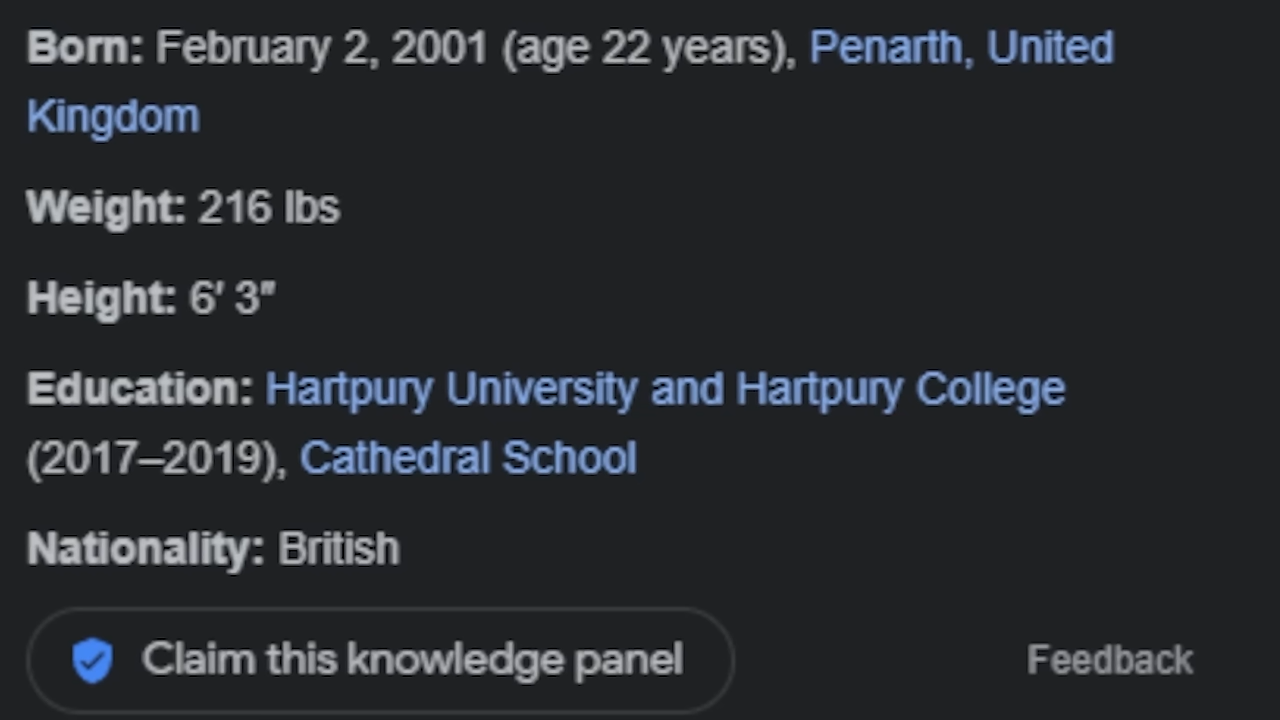 Born: February 2, 2001 (age 22 years), Penarth, United
Kingdom
Weight: 216 lbs
Height: 6′ 3″
Education: Hartpury University and Hartpury College
(2017–2019), Cathedral School
Nationality: British
Claim this knowledge panel
Feedback